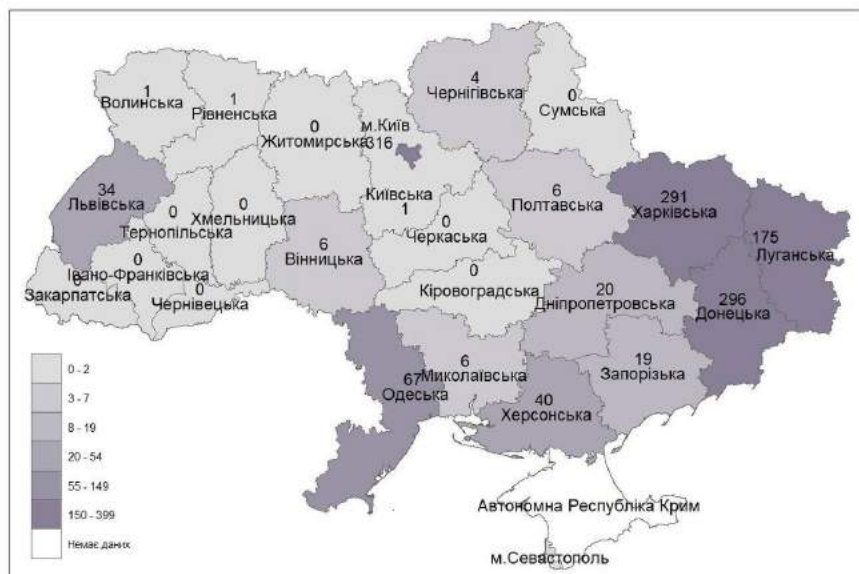 1
Волинська
1
Рівненська
0
Житомирська
м.Київ
316
4
Чернігівська
0
Сумська
34
Львівська
0
Тернопільська
0
Хмельницька
6
Вінницька
Київська
1
0
Черкаська
6
Полтавська
291
Харківська
175
Луганська
0
Івано-Франківська
0
Закарпатська
0
Чернівецька
0
Кіровоградська
20
Дніпропетровська
296
Донецька
67
Одеська
6
Миколаївська
40
Херсонська
19
Запорізька
Автономна Республіка Крим
м.Севастополь
0 - 2
3 - 7
8 - 19
20 - 54
55 - 149
150 - 399
Немає даних